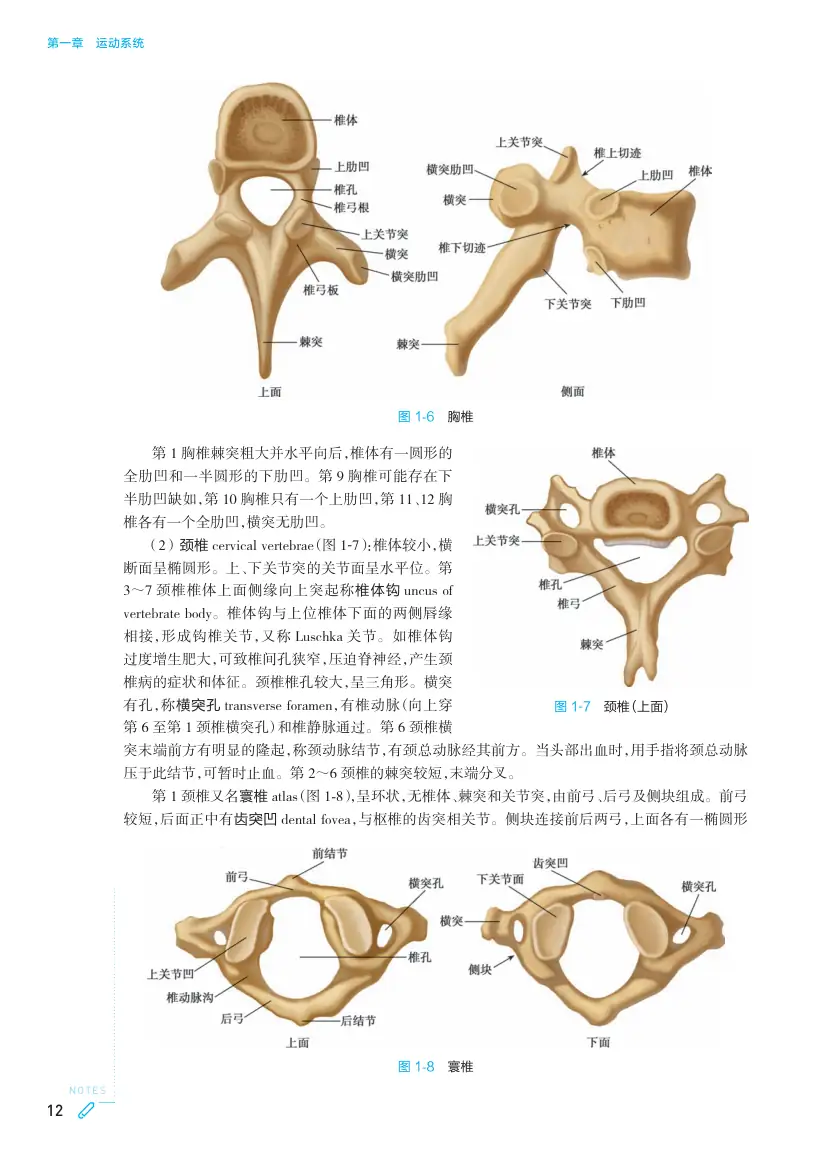 第一章 运动系统
椎体
上肋凹
椎孔
椎弓根
上关节突
横突
横突肋凹
椎弓板
棘突
上面
上关节突
椎上切迹
横突肋凹
上肋凹
椎体
横突
椎下切迹
下关节突
下肋凹
棘突
侧面
图 1-6 胸椎
第 1 胸椎棘突粗大并水平向后,椎体有一圆形的
全肋凹和一半圆形的下肋凹。第 9 胸椎可能存在下
半肋凹缺如,第 10 胸椎只有一个上肋凹,第 11、12 胸
椎各有一个全肋凹,横突无肋凹。
(2)颈椎 cervical vertebrae(图 1-7):椎体较小,横
断面呈椭圆形。上、下关节突的关节面呈水平位。第
3~7 颈椎椎体上面侧缘向上突起称椎体钩 uncus of
vertebrate body。椎体钩与上位椎体下面的两侧唇缘
相接,形成钩椎关节,又称 Luschka 关节。如椎体钩
过度增生肥大,可致椎间孔狭窄,压迫脊神经,产生颈
椎病的症状和体征。颈椎椎孔较大,呈三角形。横突
有孔,称横突孔 transverse foramen,有椎动脉(向上穿
第 6 至第 1 颈椎横突孔)和椎静脉通过。第 6 颈椎横
突末端前方有明显的隆起,称颈动脉结节,有颈总动脉经其前方。当头部出血时,用手指将颈总动脉
压于此结节,可暂时止血。第 2~6 颈椎的棘突较短,末端分叉。
椎体
横突孔
上关节突
椎孔
椎弓
棘突
图 1-7 颈椎(上面)
第 1 颈椎又名寰椎 atlas(图 1-8),呈环状,无椎体、棘突和关节突,由前弓、后弓及侧块组成。前弓
较短,后面正中有齿突凹 dental fovea,与枢椎的齿突相关节。侧块连接前后两弓,上面各有一椭圆形
前结节
前弓
横突孔
椎孔
上关节凹
椎动脉沟
后弓
后结节
上面
齿突凹
下关节面
横突孔
横突
侧块
下面
图 1-8 寰椎
NOTES
12